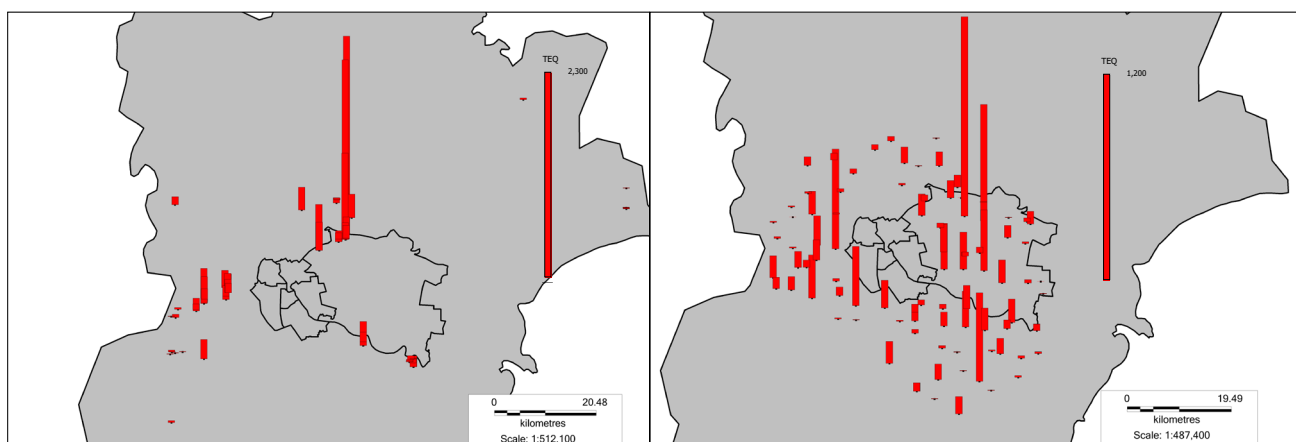 TEQ
2,300
0 20.48
kilometres
Scale: 1:512,100
TEQ
1,200
0 19.49
kilometres
Scale: 1:487,400